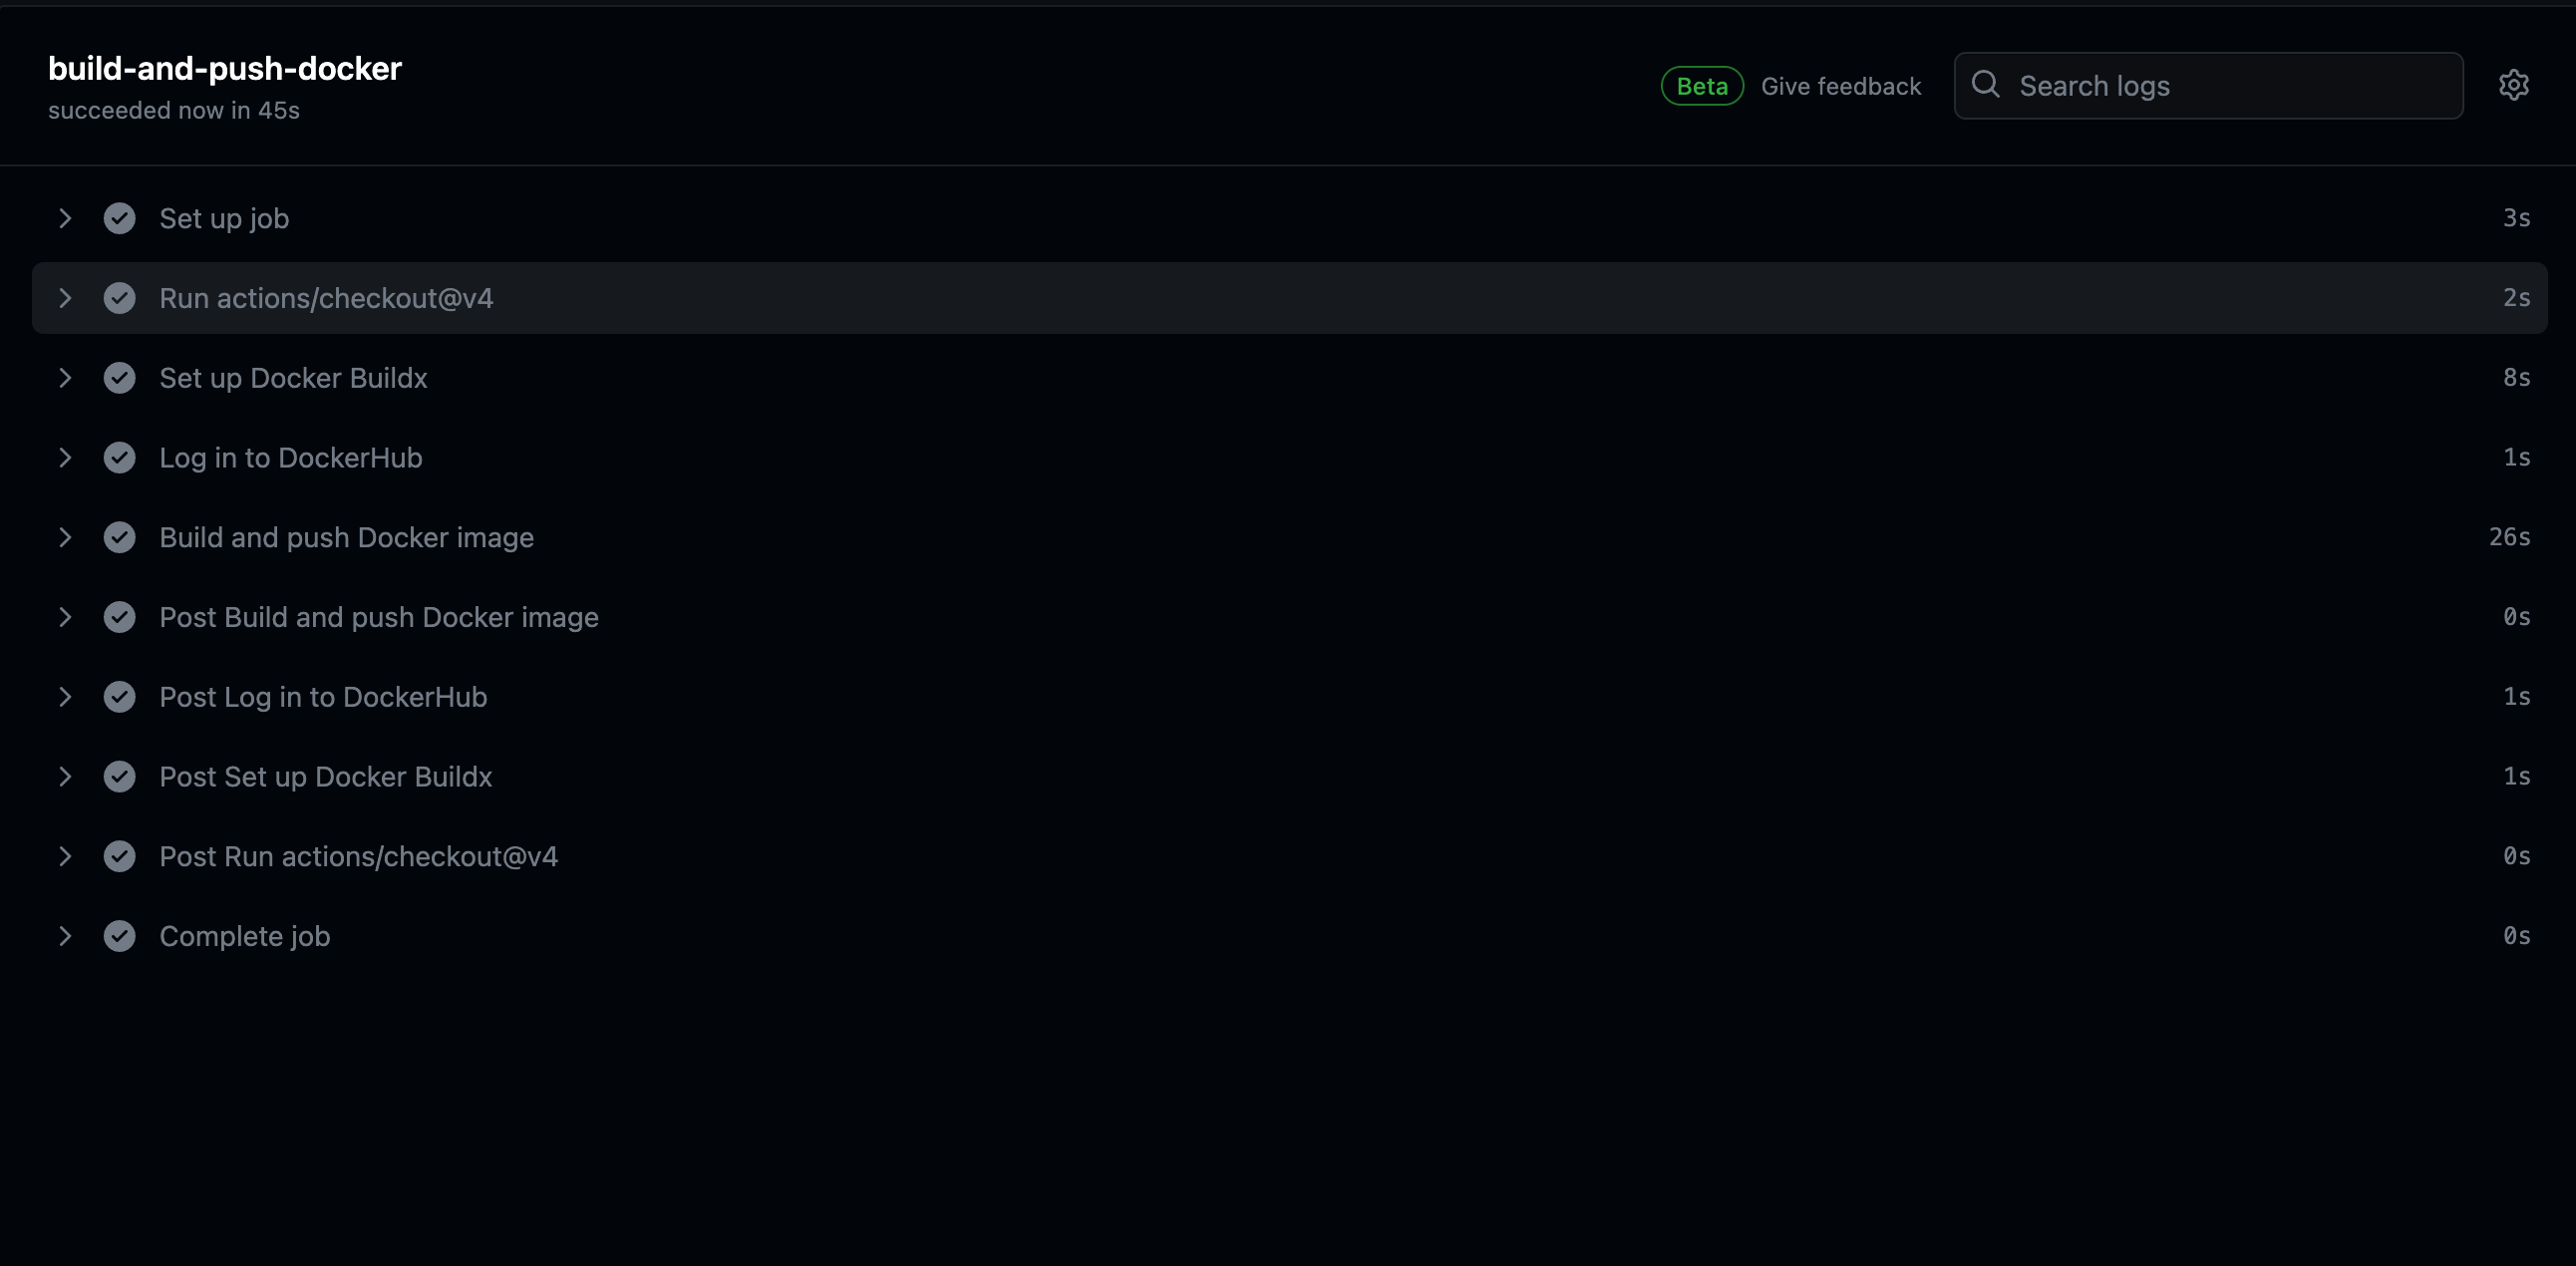 build-and-push-docker
succeeded now in 45s
Beta Give feedback Search logs
Set up job 3s
Run actions/checkout@v4 2s
Set up Docker Buildx 8s
Log in to DockerHub 1s
Build and push Docker image 26s
Post Build and push Docker image 0s
Post Log in to DockerHub 1s
Post Set up Docker Buildx 1s
Post Run actions/checkout@v4 0s
Complete job 0s